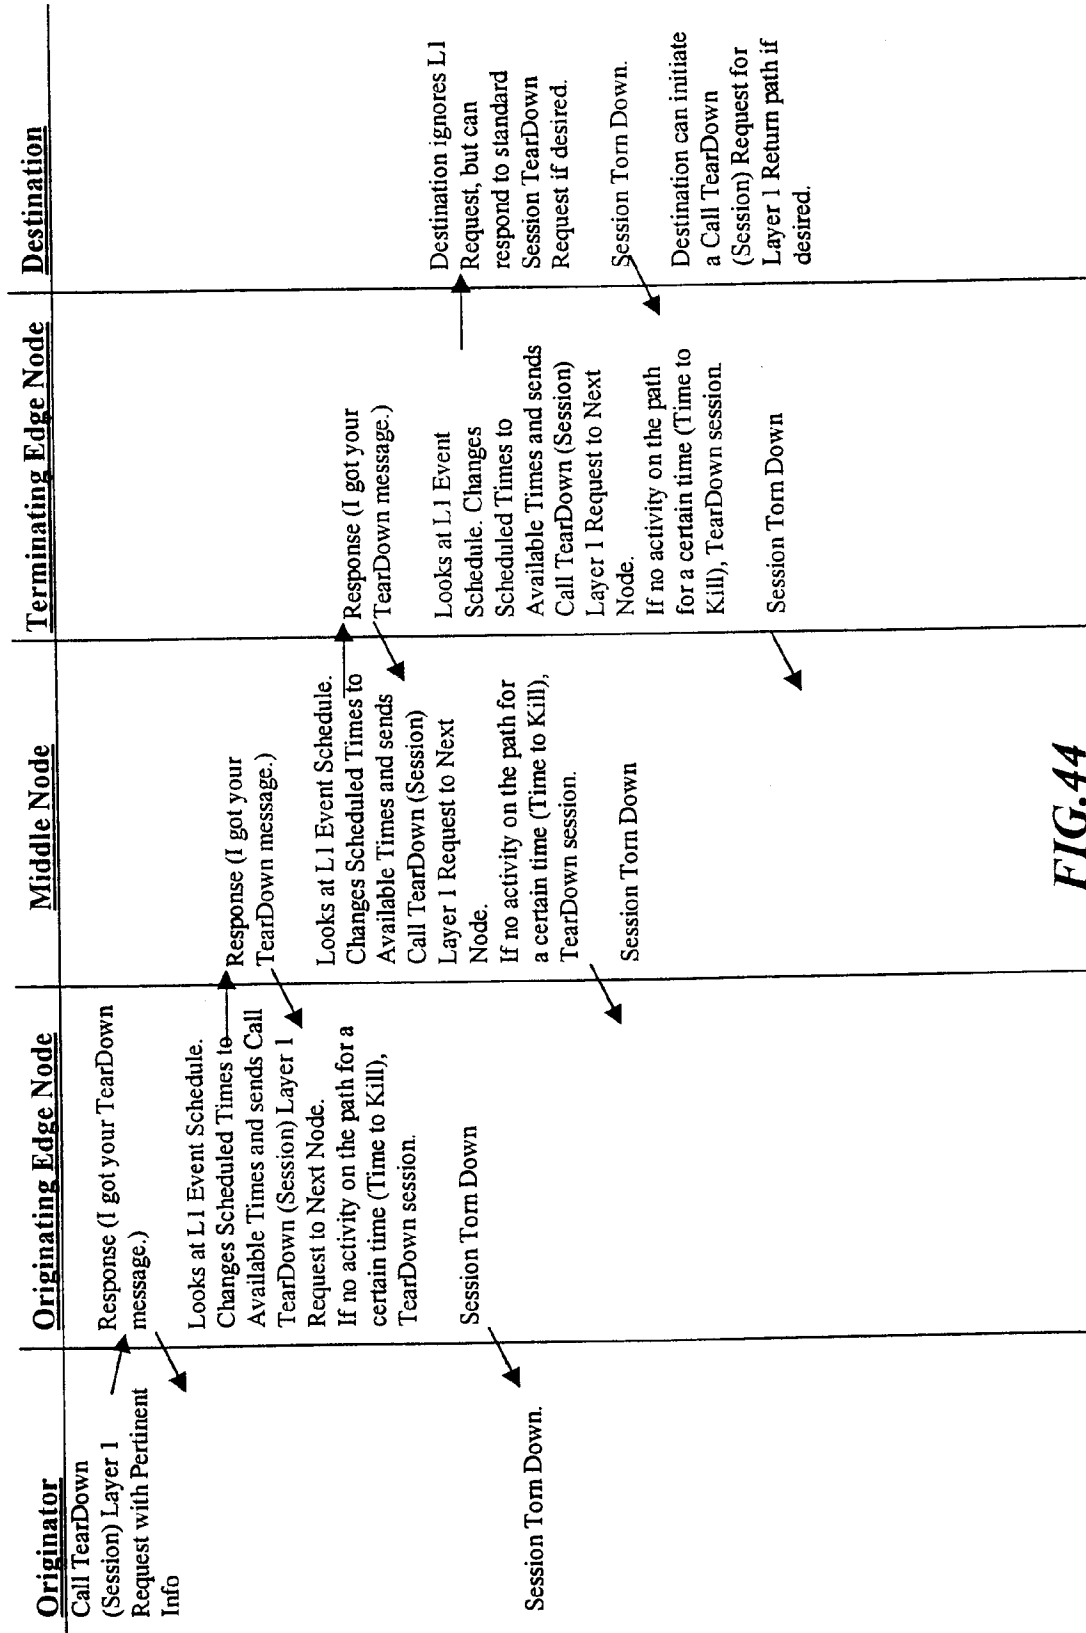 Originator
Call TearDown
(Session) Layer 1
Request with Pertinent
Info
Session Torn Down.
Originating Edge Node
Response (I got your TearDown
message.)
Looks at L1 Event Schedule.
Changes Scheduled Times to
Available Times and sends Call
TearDown (Session) Layer 1
Request to Next Node.
If no activity on the path for a
certain time (Time to Kill),
TearDown session.
Session Torn Down
Middle Node
Response (I got your
TearDown message.)
Looks at L1 Event Schedule.
Changes Scheduled Times to
Available Times and sends
Call TearDown (Session)
Layer 1 Request to Next
Node.
If no activity on the path for
a certain time (Time to Kill),
TearDown session.
Session Torn Down
Terminating Edge Node
Response (I got your
TearDown message.)
Looks at L1 Event
Schedule. Changes
Scheduled Times to
Available Times and sends
Call TearDown (Session)
Layer 1 Request to Next
Node.
If no activity on the path
for a certain time (Time to
Kill), TearDown session.
Session Torn Down
Destination
Destination ignores L1
Request, but can
respond to standard
Session TearDown
Request if desired.
Session Torn Down.
Destination can initiate
a Call TearDown
(Session) Request for
Layer 1 Return path if
desired.
FIG.44